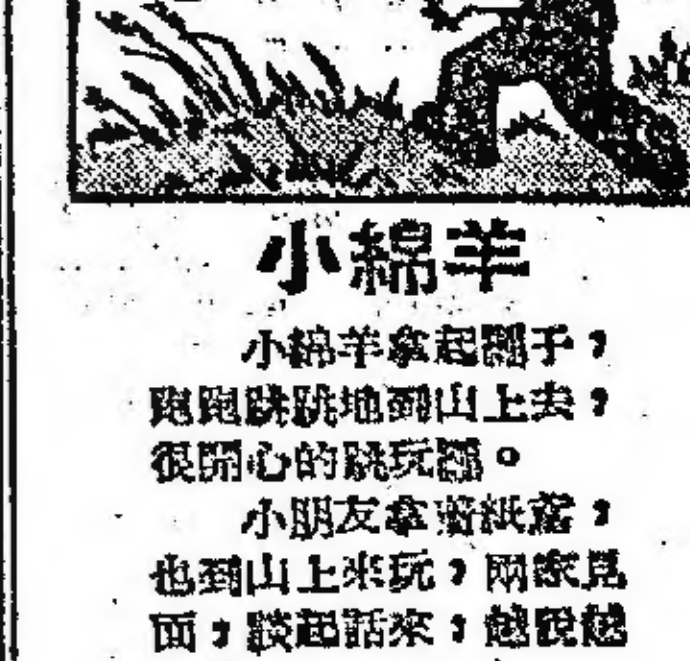 小綿羊
小綿羊拿起子,
跑跑跳跳地到山上去,
很開心的跳玩。
小朋友拿着紙鳶,
也到山上來玩,兩家見
面,談起話來,越說越